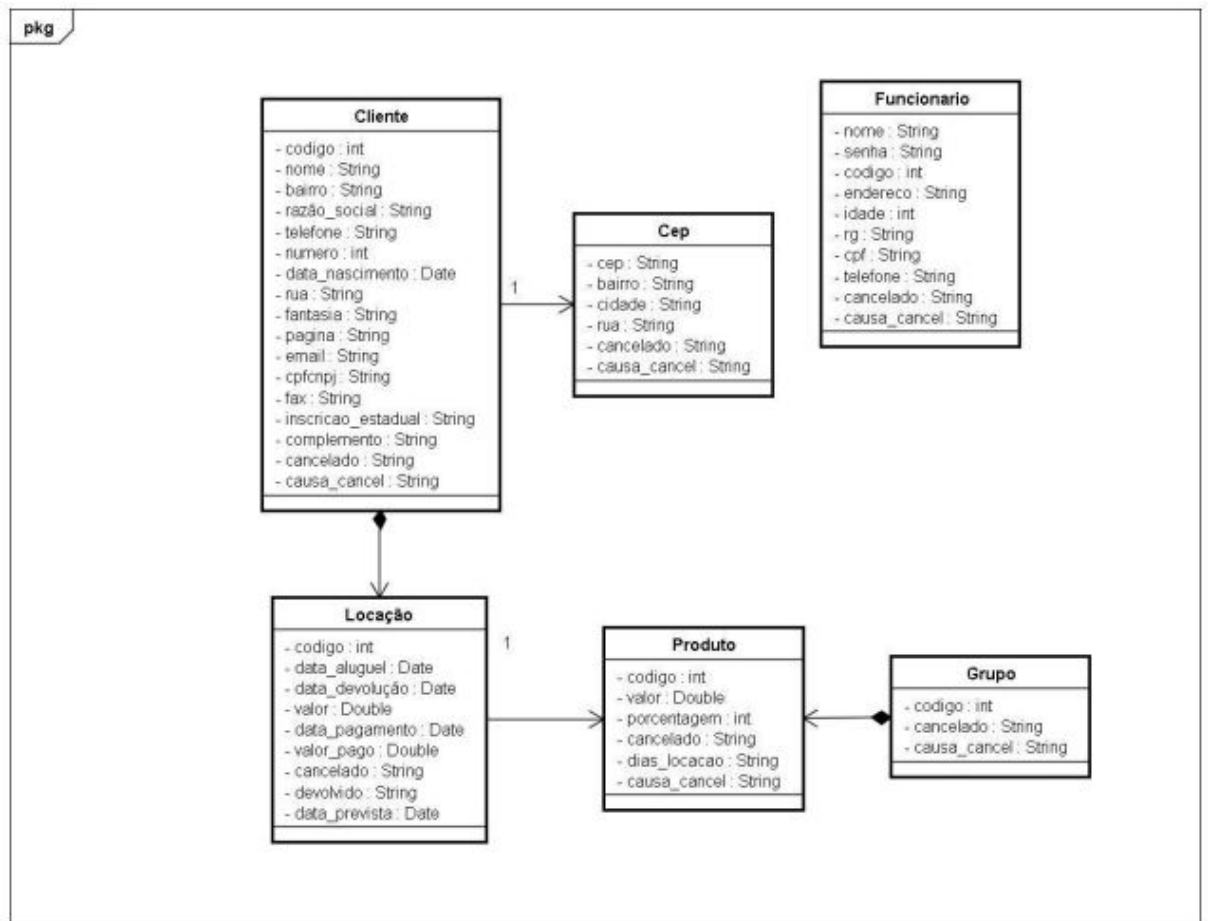 pkg
Cliente
- codigo : int
- nome : String
- bairro : String
- razão_social : String
- telefone : String
- numero : int
- data_nascimento : Date
- rua : String
- fantasia : String
- pagina : String
- email : String
- cpfcnpj : String
- fax : String
- inscricao_estadual : String
- complemento : String
- cancelado : String
- causa_cancel : String
1
Cep
- cep : String
- bairro : String
- cidade : String
- rua : String
- cancelado : String
- causa_cancel : String
Funcionario
- nome : String
- senha : String
- codigo : int
- endereco : String
- idade : int
- rg : String
- cpf : String
- telefone : String
- cancelado : String
- causa_cancel : String
Locação
- codigo : int
- data_aluguel : Date
- data_devolução : Date
- valor : Double
- data_pagamento : Date
- valor_pago : Double
- cancelado : String
- devolvido : String
- data_prevista : Date
1
Produto
- codigo : int
- valor : Double
- porcentagem : int
- cancelado : String
- dias_locacao : String
- causa_cancel : String
Grupo
- codigo : int
- cancelado : String
- causa_cancel : String